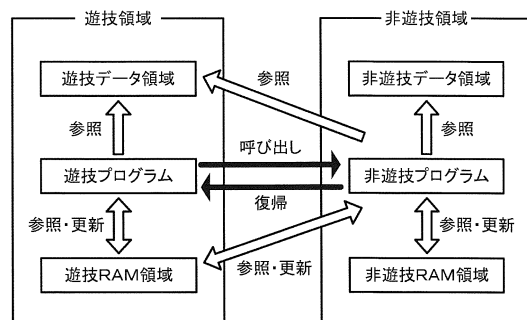 遊技領域
非遊技領域
遊技データ領域
参照
非遊技データ領域
参照
参照
呼び出し
遊技プログラム
非遊技プログラム
復帰
参照・更新
参照・更新
参照・更新
遊技RAM領域
非遊技RAM領域